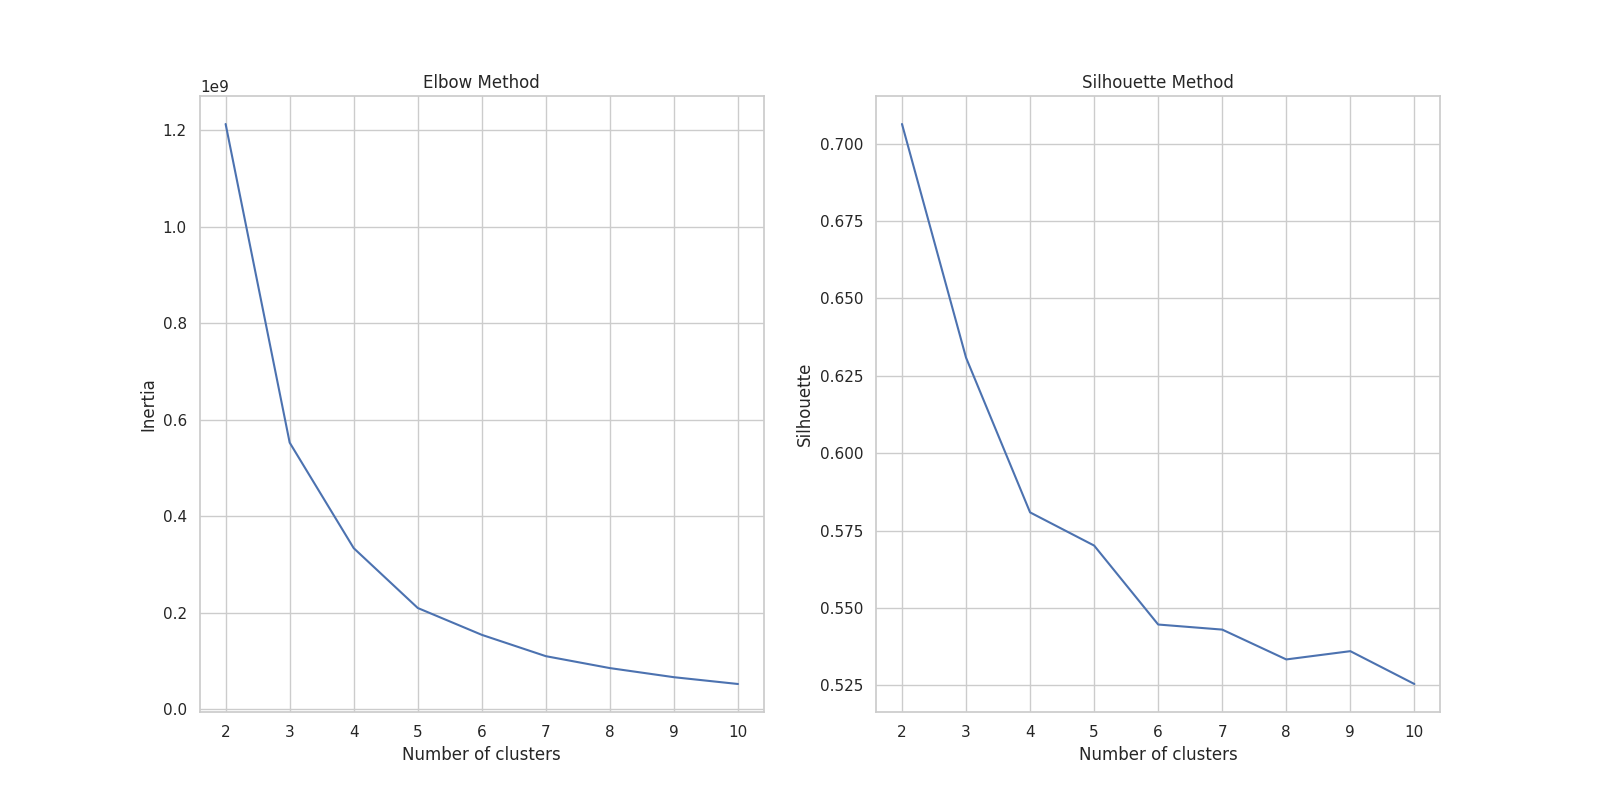 Elbow Method
1e9
1.2
1.0
0.8
0.6
0.4
0.2
0.0
Inertia
2 3 4 5 6 7 8 9 10
Number of clusters
Silhouette Method
0.700
0.675
0.650
0.625
0.600
0.575
0.550
0.525
Silhouette
2 3 4 5 6 7 8 9 10
Number of clusters